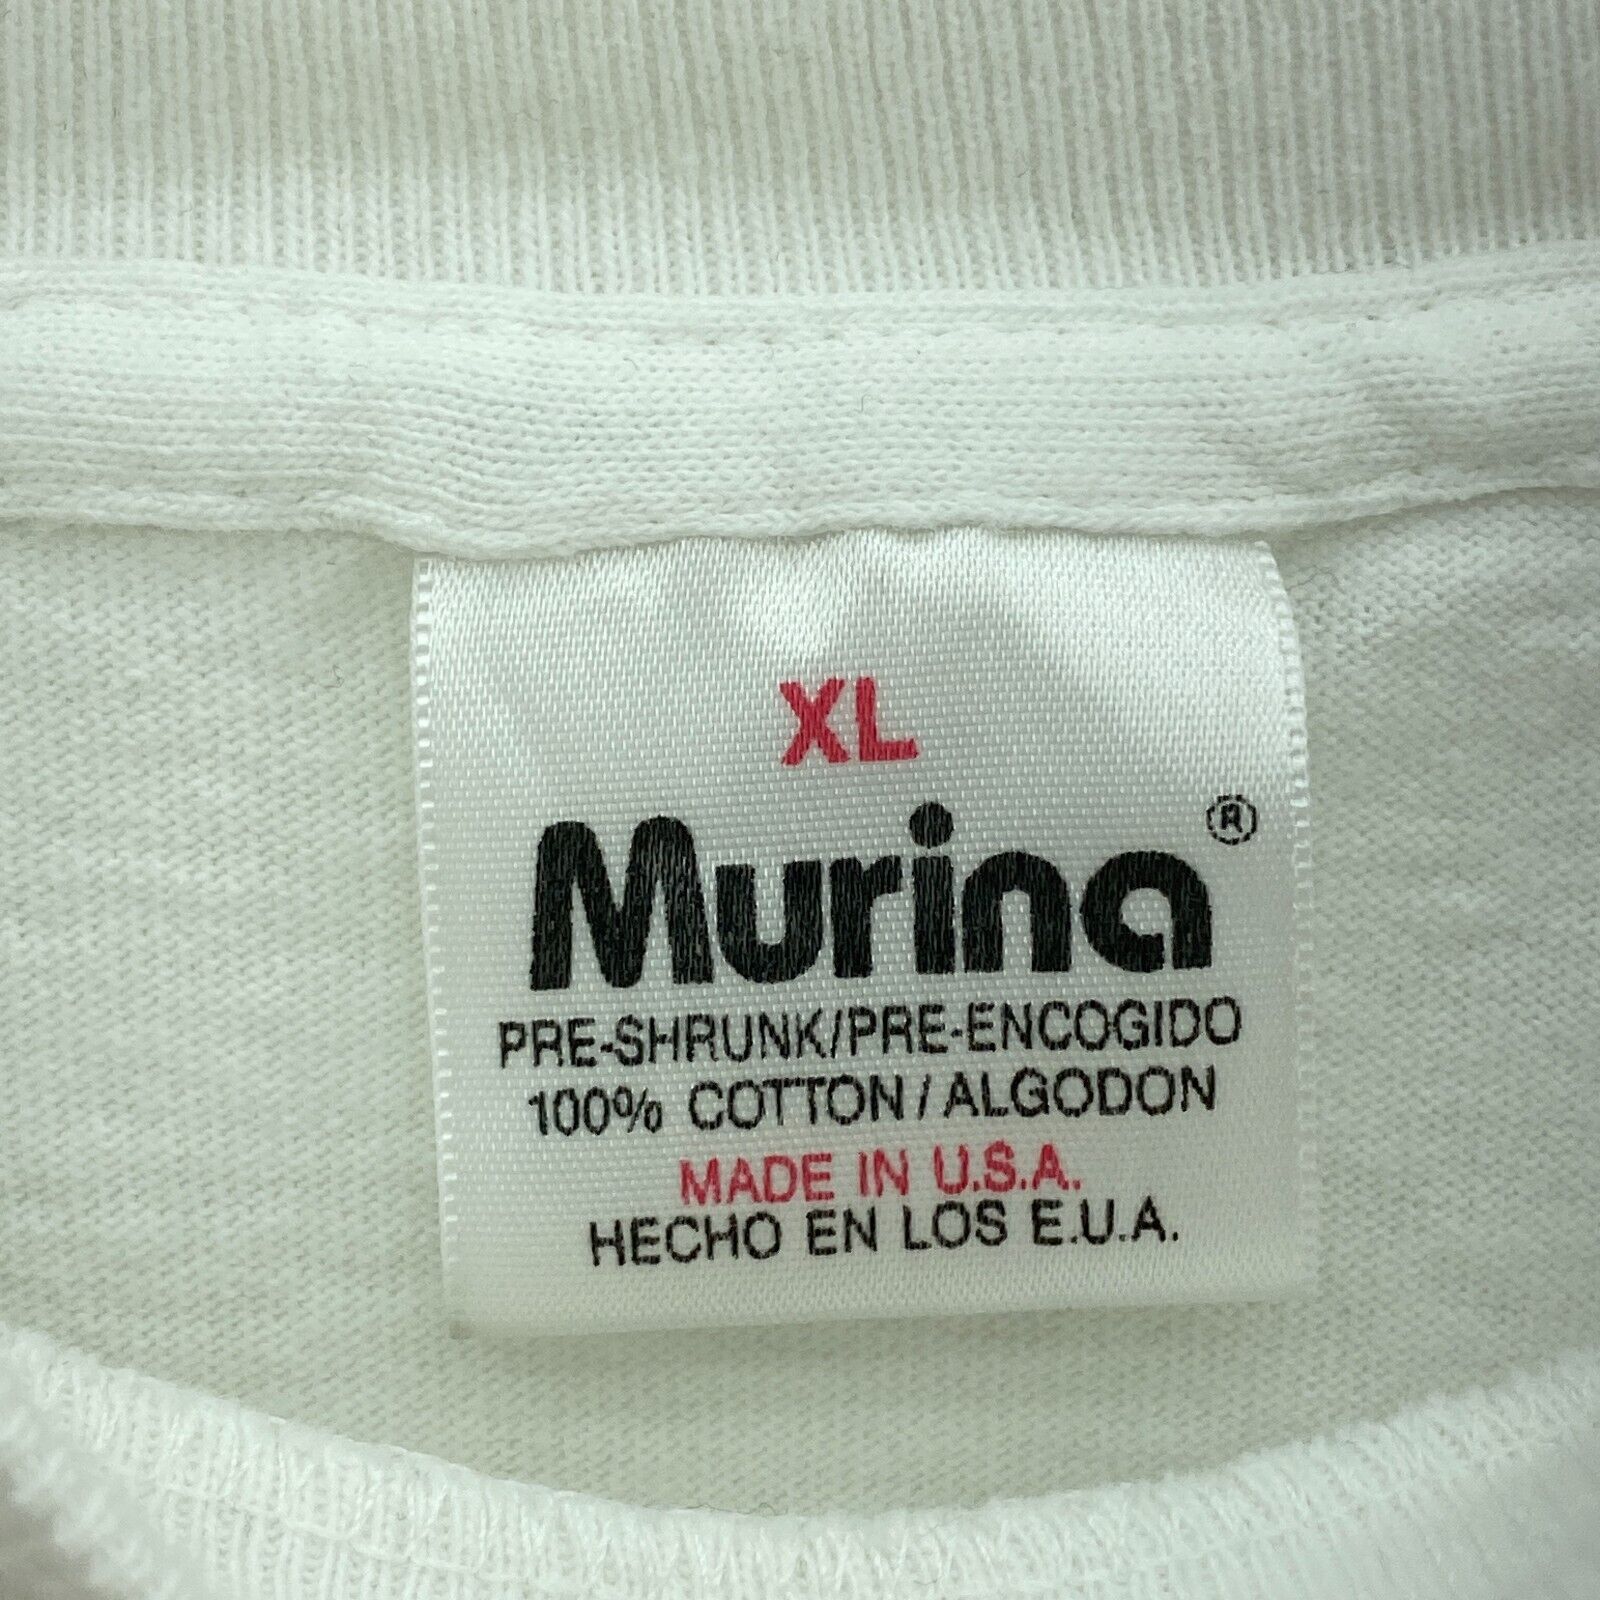 XL
Murina®
PRE-SHRUNK/PRE-ENCOGIDO
100% COTTON / ALGODON
MADE IN U.S.A.
HECHO EN LOS E.U.A.